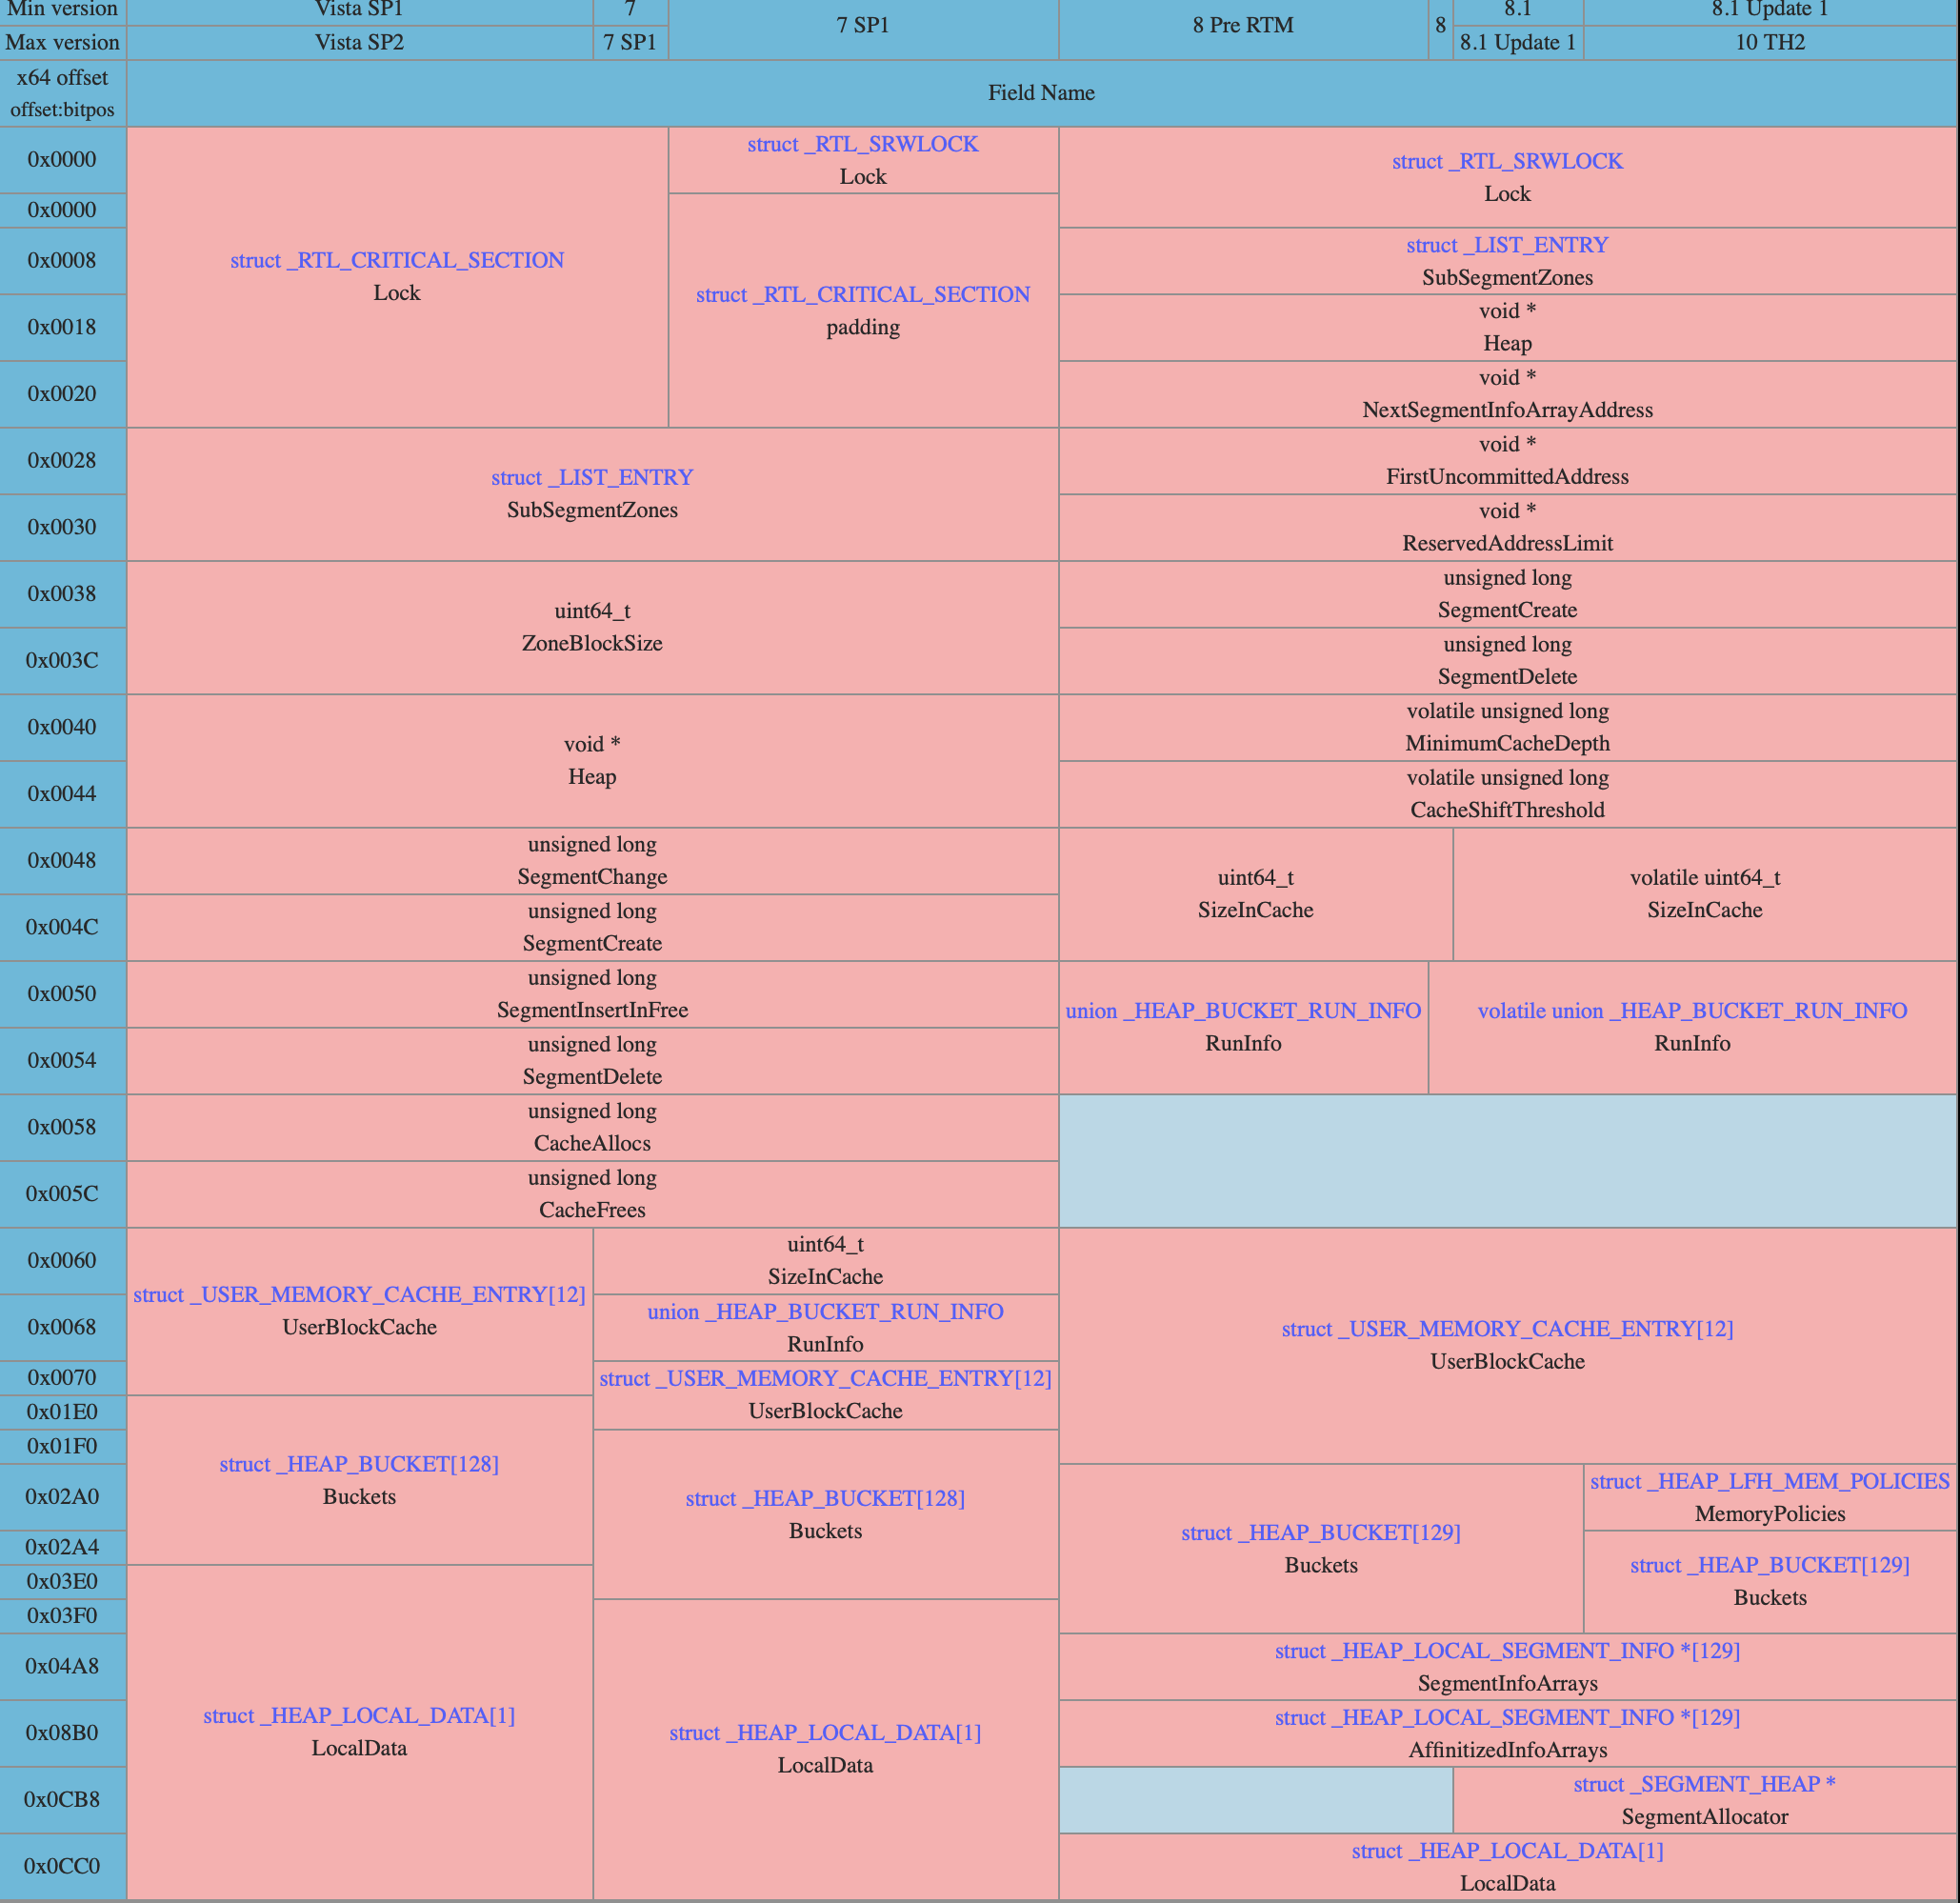 Min version Vista SP1 7 7 SP1 8 Pre RTM 8 8.1 8.1 Update 1
Max version Vista SP2 7 SP1 8.1 Update 1 10 TH2
x64 offset
offset:bitpos
Field Name
0x0000
struct _RTL_CRITICAL_SECTION
Lock
struct _RTL_SRWLOCK
Lock
struct _RTL_SRWLOCK
Lock
0x0000
struct _RTL_CRITICAL_SECTION
padding
0x0008
struct _LIST_ENTRY
SubSegmentZones
0x0018
void *
Heap
0x0020
void *
NextSegmentInfoArrayAddress
0x0028
struct _LIST_ENTRY
SubSegmentZones
void *
FirstUncommittedAddress
0x0030
void *
ReservedAddressLimit
0x0038
uint64_t
ZoneBlockSize
unsigned long
SegmentCreate
0x003C
unsigned long
SegmentDelete
0x0040
void *
Heap
volatile unsigned long
MinimumCacheDepth
0x0044
volatile unsigned long
CacheShiftThreshold
0x0048
unsigned long
SegmentChange
uint64_t
SizeInCache
volatile uint64_t
SizeInCache
0x004C
unsigned long
SegmentCreate
0x0050
unsigned long
SegmentInsertInFree
union _HEAP_BUCKET_RUN_INFO
RunInfo
volatile union _HEAP_BUCKET_RUN_INFO
RunInfo
0x0054
unsigned long
SegmentDelete
0x0058
unsigned long
CacheAllocs
0x005C
unsigned long
CacheFrees
0x0060
struct _USER_MEMORY_CACHE_ENTRY[12]
UserBlockCache
uint64_t
SizeInCache
struct _USER_MEMORY_CACHE_ENTRY[12]
UserBlockCache
0x0068
union _HEAP_BUCKET_RUN_INFO
RunInfo
0x0070
struct _USER_MEMORY_CACHE_ENTRY[12]
UserBlockCache
0x01E0
struct _HEAP_BUCKET[128]
Buckets
0x01F0
struct _HEAP_BUCKET[128]
Buckets
0x02A0
struct _HEAP_BUCKET[129]
Buckets
struct _HEAP_LFH_MEM_POLICIES
MemoryPolicies
0x02A4
struct _HEAP_BUCKET[129]
Buckets
0x03E0
struct _HEAP_LOCAL_DATA[1]
LocalData
0x03F0
struct _HEAP_LOCAL_DATA[1]
LocalData
0x04A8
struct _HEAP_LOCAL_SEGMENT_INFO *[129]
SegmentInfoArrays
0x08B0
struct _HEAP_LOCAL_SEGMENT_INFO *[129]
AffinitizedInfoArrays
0x0CB8
struct _SEGMENT_HEAP *
SegmentAllocator
0x0CC0
struct _HEAP_LOCAL_DATA[1]
LocalData